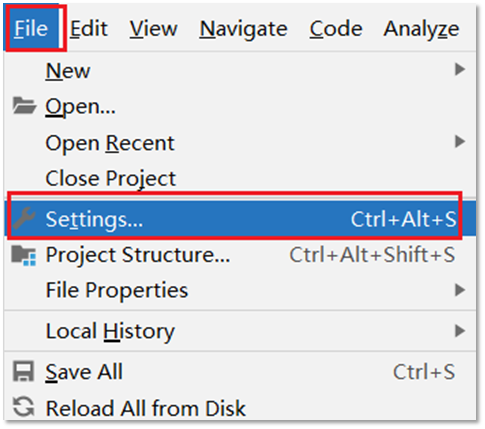 File Edit View Navigate Code Analyze
New
Open...
Open Recent
Close Project
Settings... Ctrl+Alt+S
Project Structure... Ctrl+Alt+Shift+S
File Properties
Local History
Save All Ctrl+S
Reload All from Disk